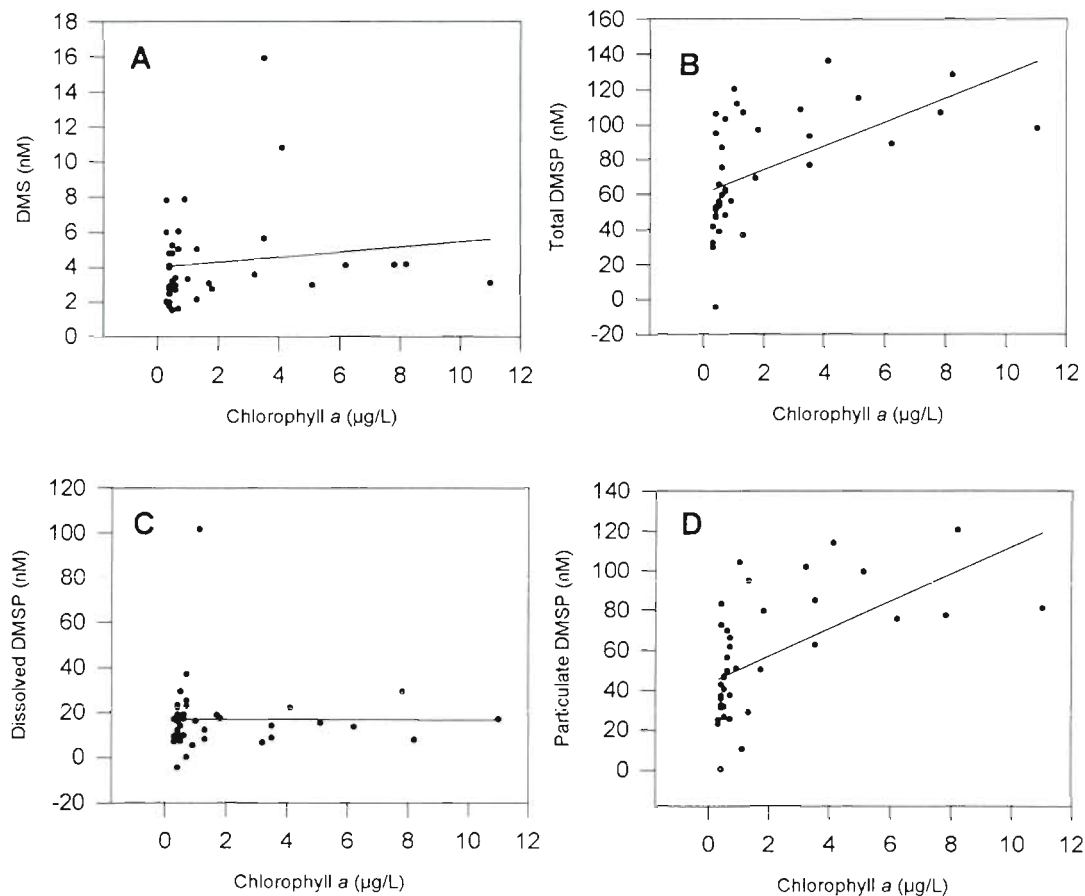 A
DMS (nM)
18
16
14
12
10
8
6
4
2
0
0 2 4 6 8 10 12
Chlorophyll a (µg/L)
B
Total DMSP (nM)
160
140
120
100
80
60
40
20
0
-20
0 2 4 6 8 10 12
Chlorophyll a (µg/L)
C
Dissolved DMSP (nM)
120
100
80
60
40
20
0
-20
0 2 4 6 8 10 12
Chlorophyll a (µg/L)
D
Particulate DMSP (nM)
140
120
100
80
60
40
20
0
0 2 4 6 8 10 12
Chlorophyll a (µg/L)